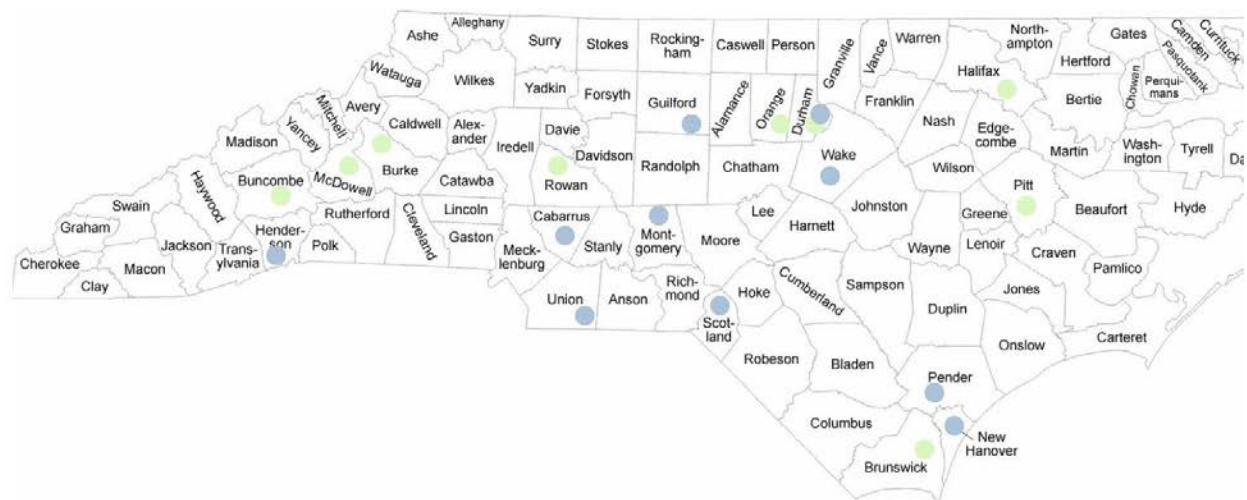 Alleghany
Ashe
Surry
Stokes
Rocking-
ham
Caswell
Person
Granville
Vance
Warren
North-
ampton
Gates
Camden
Currituck
Pasquotank
Hertford
Halifax
Watauga
Wilkes
Yadkin
Forsyth
Guilford
Alamance
Orange
Durham
Franklin
Nash
Bertie
Chowan
Perqui-
mans
Mitchell
Avery
Caldwell
Alex-
ander
Davie
Iredell
Davidson
Randolph
Chatham
Wake
Edge-
combe
Martin
Wash-
ington
Tyrrell
Da
Madison
Yancey
Buncombe
McDowell
Burke
Catawba
Rowan
Wilson
Pitt
Beaufort
Hyde
Haywood
Swain
Graham
Rutherford
Cleveland
Lincoln
Gaston
Cabarrus
Stanly
Mont-
gomery
Moore
Lee
Harnett
Johnston
Greene
Wayne
Lenoir
Craven
Pamlico
Cherokee
Clay
Macon
Jackson
Tran-
sylvania
Hender-
son
Polk
Meck-
lenburg
Union
Anson
Rich-
mond
Hoke
Scot-
land
Cumberland
Sampson
Duplin
Jones
Carteret
Onslow
Robeson
Bladen
Pender
Columbus
New
Hanover
Brunswick